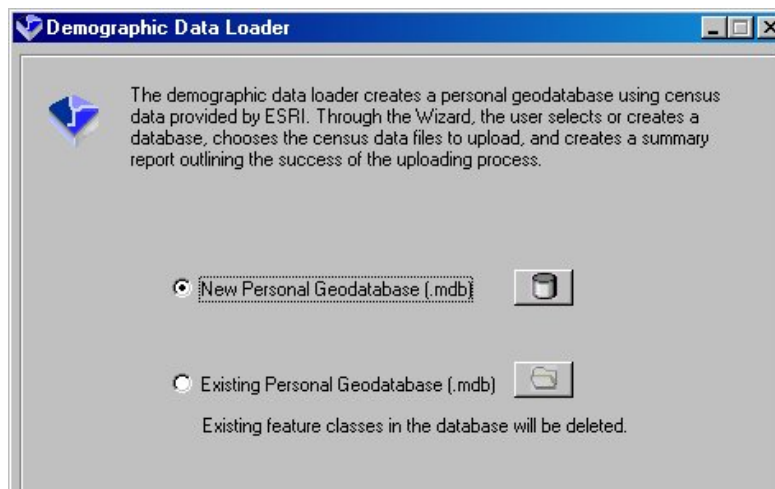 Demographic Data Loader
The demographic data loader creates a personal geodatabase using census
data provided by ESRI. Through the Wizard, the user selects or creates a
database, chooses the census data files to upload, and creates a summary
report outlining the success of the uploading process.
New Personal Geodatabase (.mdb)
Existing Personal Geodatabase (.mdb)
Existing feature classes in the database will be deleted.